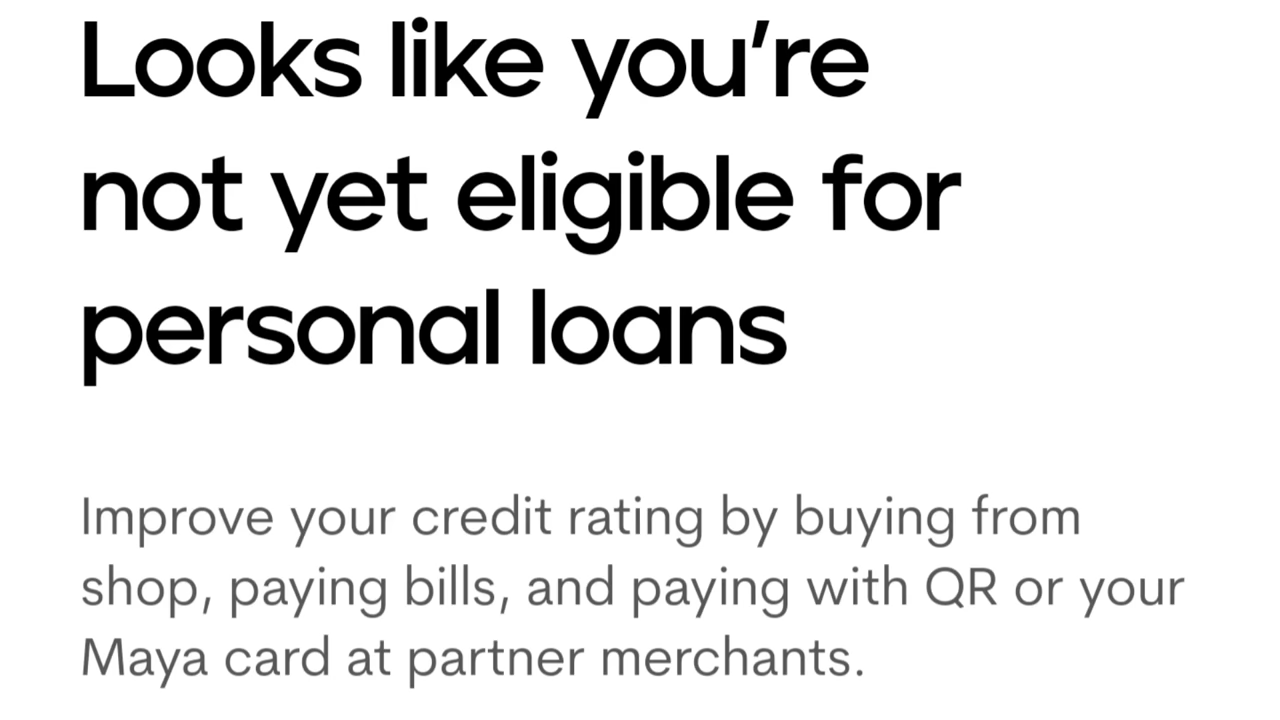 Looks like you’re
not yet eligible for
personal loans
Improve your credit rating by buying from
shop, paying bills, and paying with QR or your
Maya card at partner merchants.